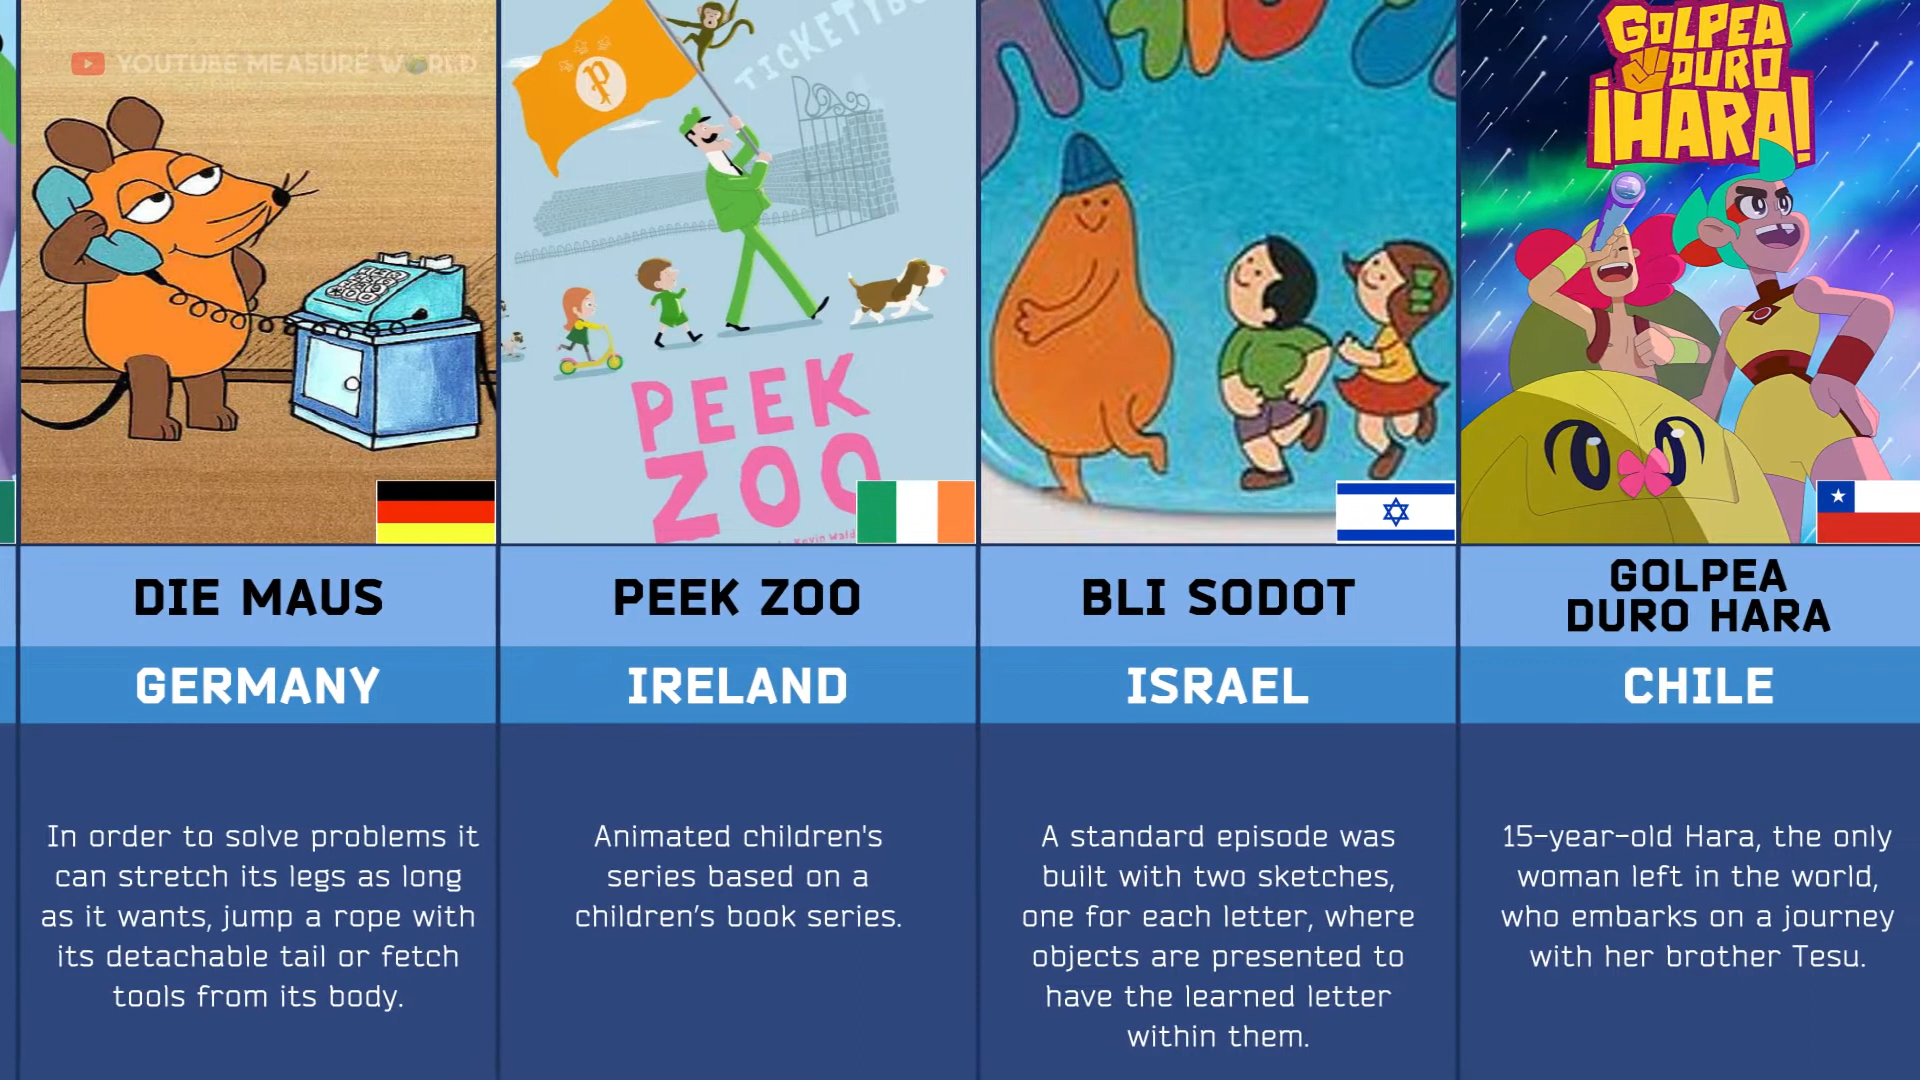 YOUTUBE MEASURE WORLD
TICKETYBO
P
PEEK
ZOO
Kevin Wald
GOLPEA
DURO
¡HARA!
DIE MAUS
PEEK ZOO
BLI SODOT
GOLPEA
DURO HARA
GERMANY
IRELAND
ISRAEL
CHILE
In order to solve problems it
can stretch its legs as long
as it wants, jump a rope with
its detachable tail or fetch
tools from its body.
Animated children's
series based on a
children's book series.
A standard episode was
built with two sketches,
one for each letter, where
objects are presented to
have the learned letter
within them.
15-year-old Hara, the only
woman left in the world,
who embarks on a journey
with her brother Tesu.